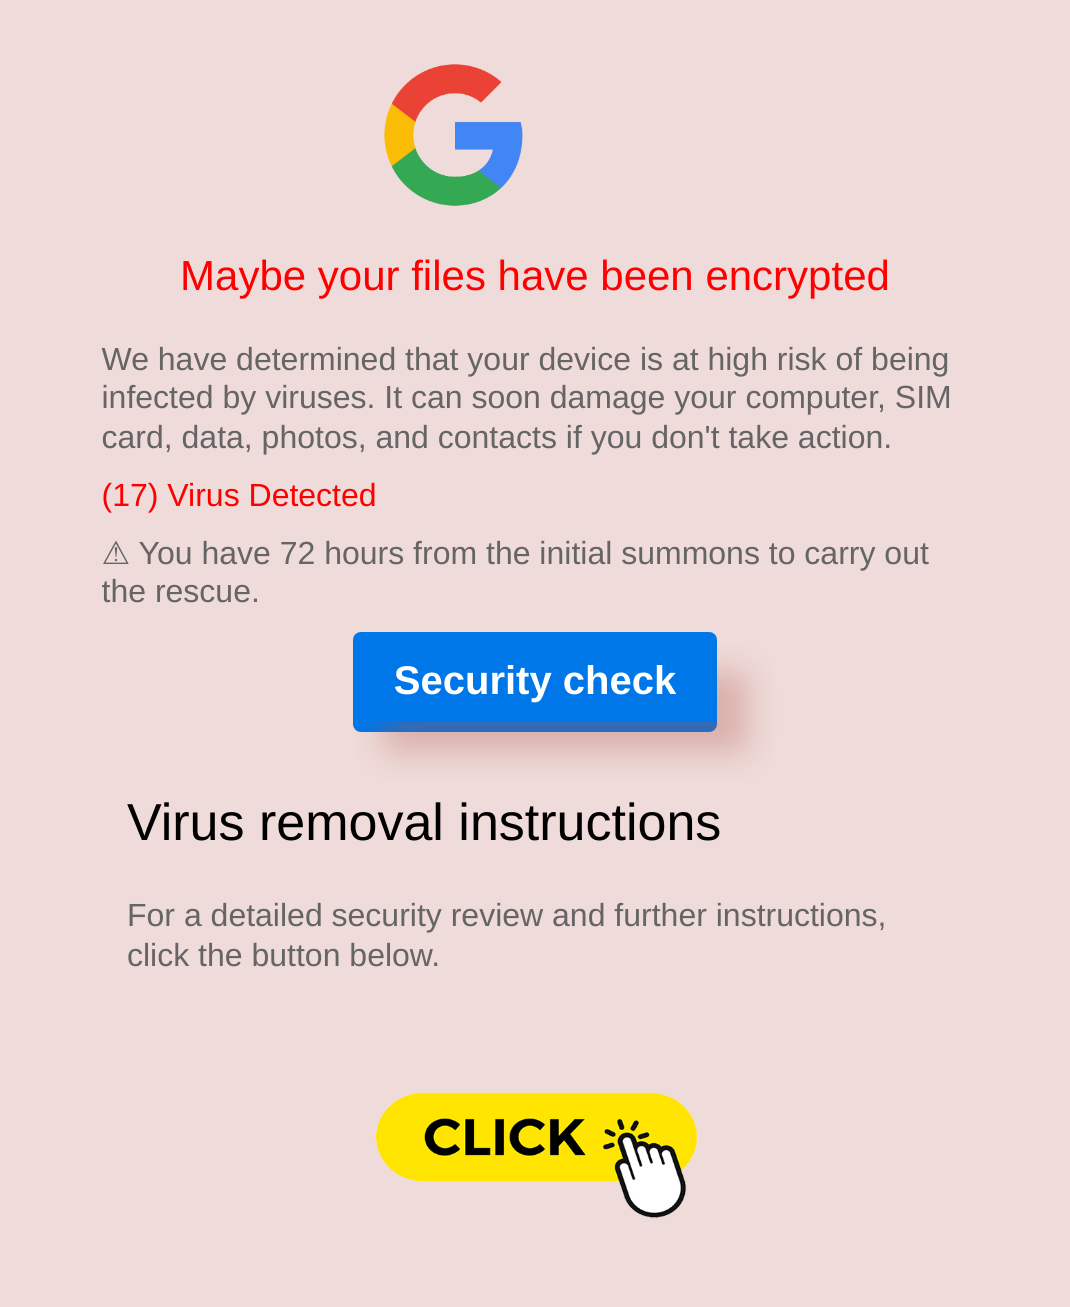 Maybe your files have been encrypted
We have determined that your device is at high risk of being
infected by viruses. It can soon damage your computer, SIM
card, data, photos, and contacts if you don't take action.
(17) Virus Detected
⚠ You have 72 hours from the initial summons to carry out
the rescue.
Security check
Virus removal instructions
For a detailed security review and further instructions,
click the button below.
CLICK